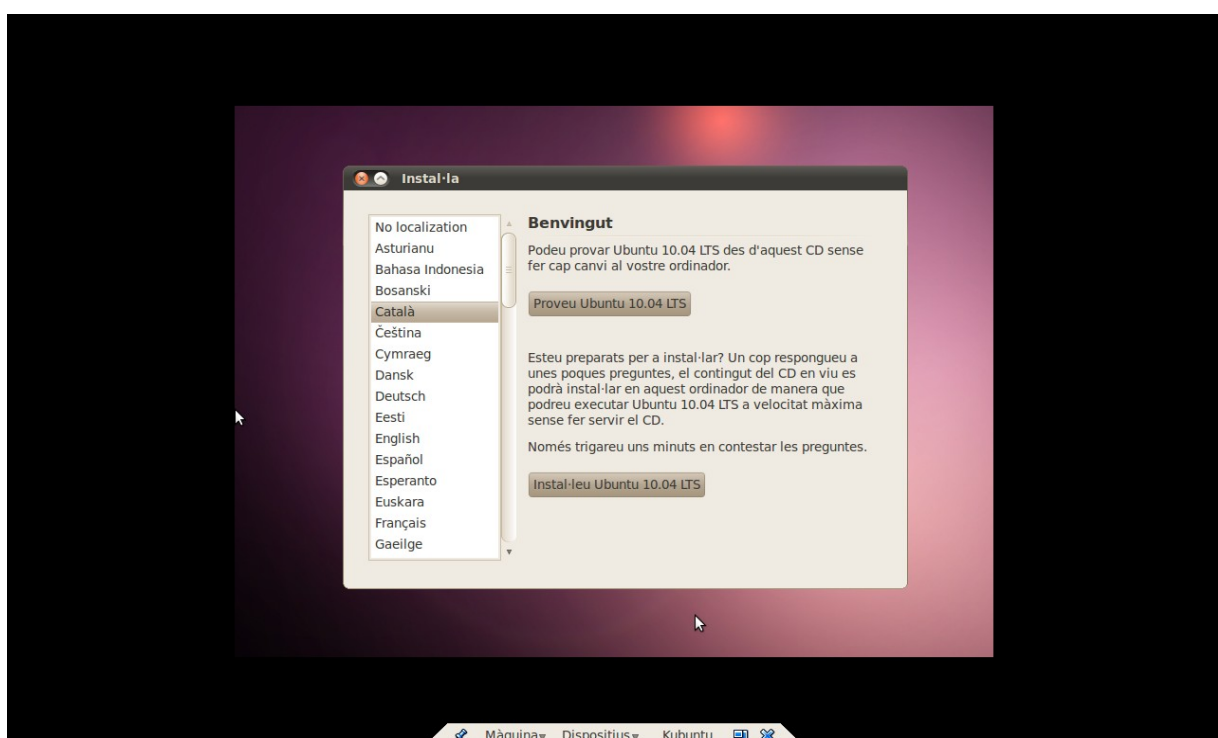 Instal·la
No localization
Asturianu
Bahasa Indonesia
Bosanski
Català
Čeština
Cymraeg
Dansk
Deutsch
Eesti
English
Español
Esperanto
Euskara
Français
Gaeilge
Benvingut
Podeu provar Ubuntu 10.04 LTS des d'aquest CD sense
fer cap canvi al vostre ordinador.
Proveu Ubuntu 10.04 LTS
Esteu preparats per a instal·lar? Un cop respongueu a
unes poques preguntes, el contingut del CD en viu es
podrà instal·lar en aquest ordinador de manera que
podreu executar Ubuntu 10.04 LTS a velocitat màxima
sense fer servir el CD.
Només trigareu uns minuts en contestar les preguntes.
Instal·leu Ubuntu 10.04 LTS
Màquina Dispositius Kubuntu